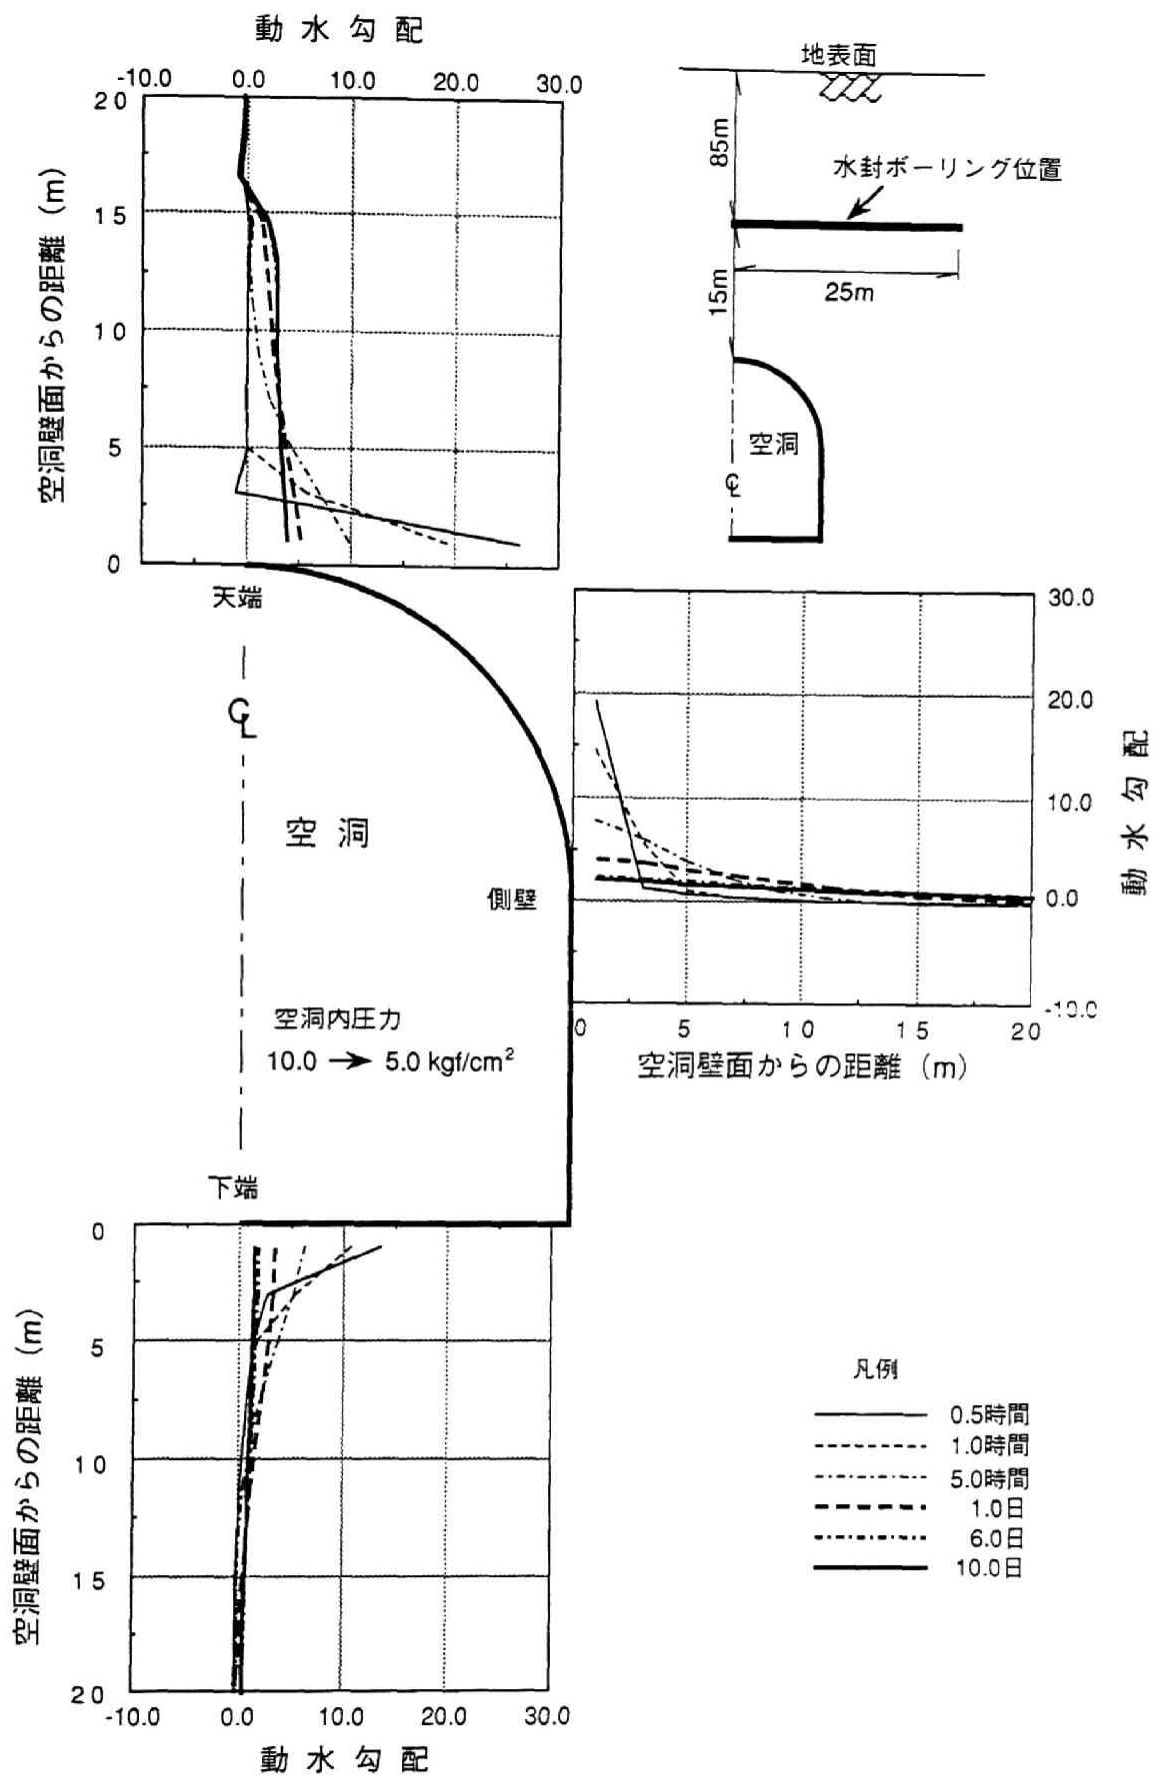 動水勾配
-10.0 0.0 10.0 20.0 30.0
20
15
10
5
0
空洞壁面からの距離 (m)
地表面
85m
水封ボーリング位置
15m
25m
空洞
CL
天端
CL
空洞
側壁
空洞内圧力
10.0 → 5.0 kgf/cm²
下端
30.0
20.0
10.0
0.0
-10.0
動水勾配
0 5 10 15 20
空洞壁面からの距離 (m)
0
5
10
15
20
空洞壁面からの距離 (m)
-10.0 0.0 10.0 20.0 30.0
動水勾配
凡例
0.5時間
1.0時間
5.0時間
1.0日
6.0日
10.0日